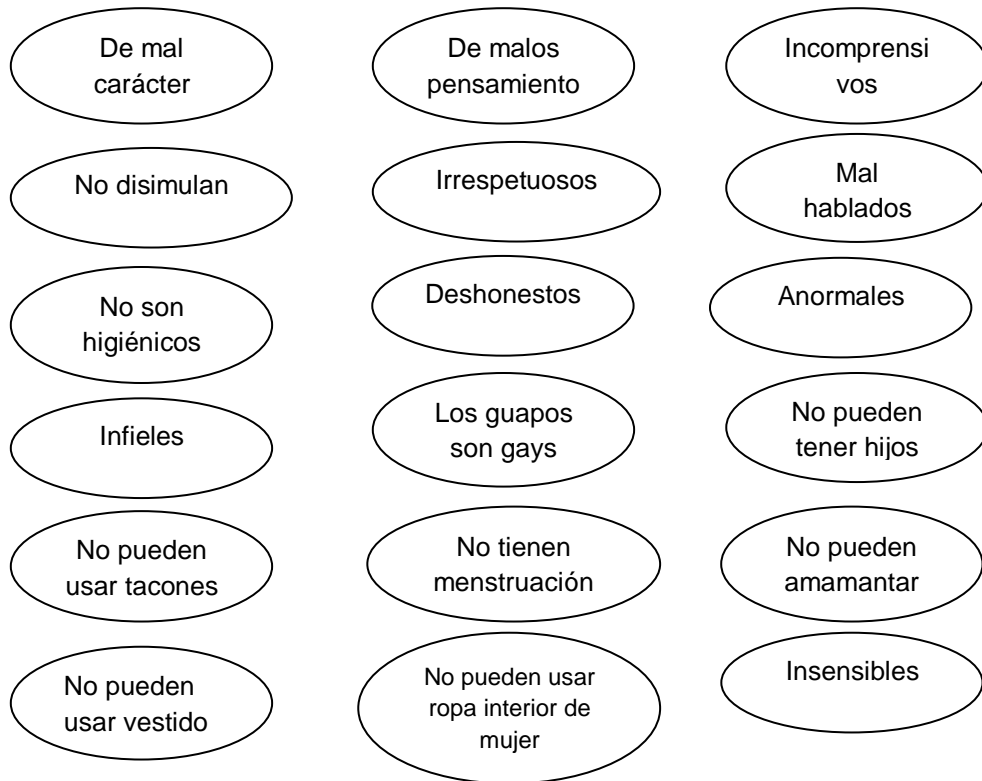 De mal
carácter
De malos
pensamiento
Incomprensi
vos
No disimulan
Irrespetuosos
Mal
hablados
No son
higiénicos
Deshonestos
Anormales
Infieles
Los guapos
son gays
No pueden
tener hijos
No pueden
usar tacones
No tienen
menstruación
No pueden
amamantar
No pueden
usar vestido
No pueden usar
ropa interior de
mujer
Insensibles